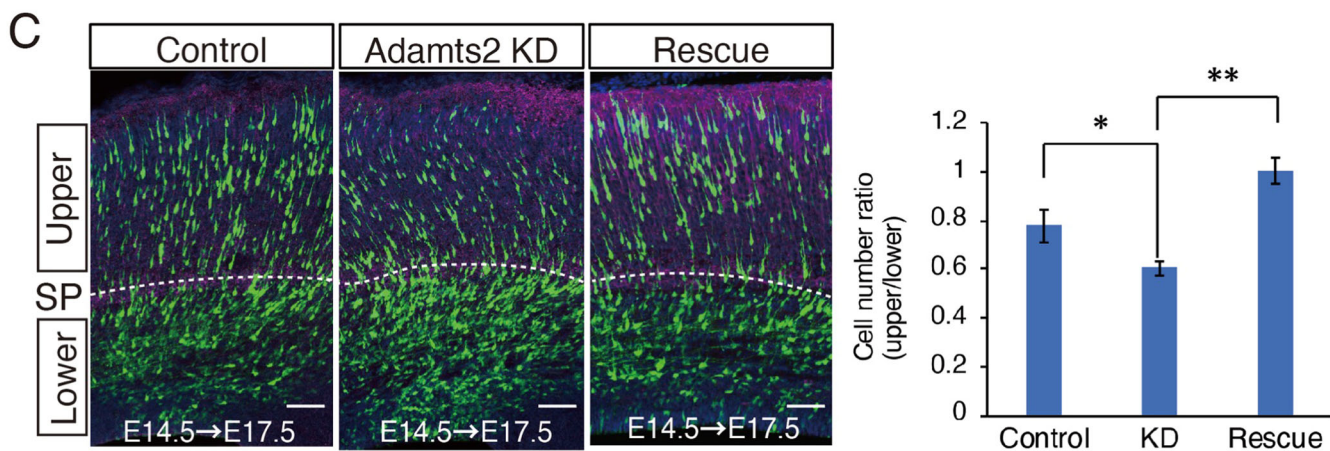 C
Control
Adamts2 KD
Rescue
Upper
SP
Lower
E14.5→E17.5
E14.5→E17.5
E14.5→E17.5
Cell number ratio
(upper/lower)
1.2
1
0.8
0.6
0.4
0.2
0
*
**
Control
KD
Rescue